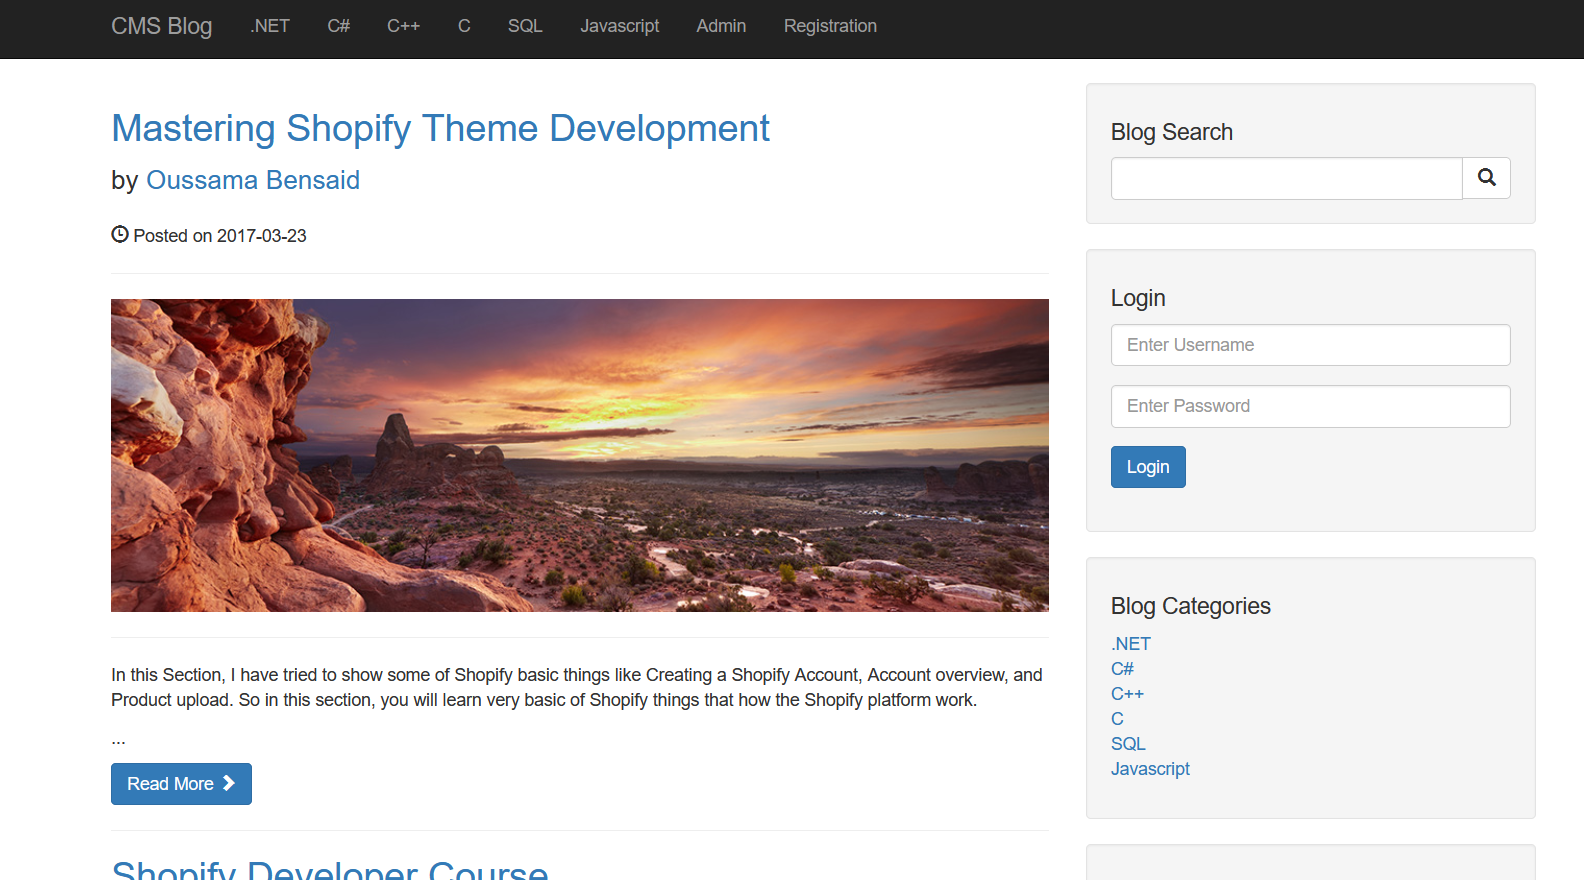 CMS Blog .NET C# C++ C SQL Javascript Admin Registration
Mastering Shopify Theme Development
by Oussama Bensaid
Posted on 2017-03-23
In this Section, I have tried to show some of Shopify basic things like Creating a Shopify Account, Account overview, and
Product upload. So in this section, you will learn very basic of Shopify things that how the Shopify platform work.
...
Read More
Shopify Developer Course
Blog Search
Login
Enter Username
Enter Password
Login
Blog Categories
.NET
C#
C++
C
SQL
Javascript